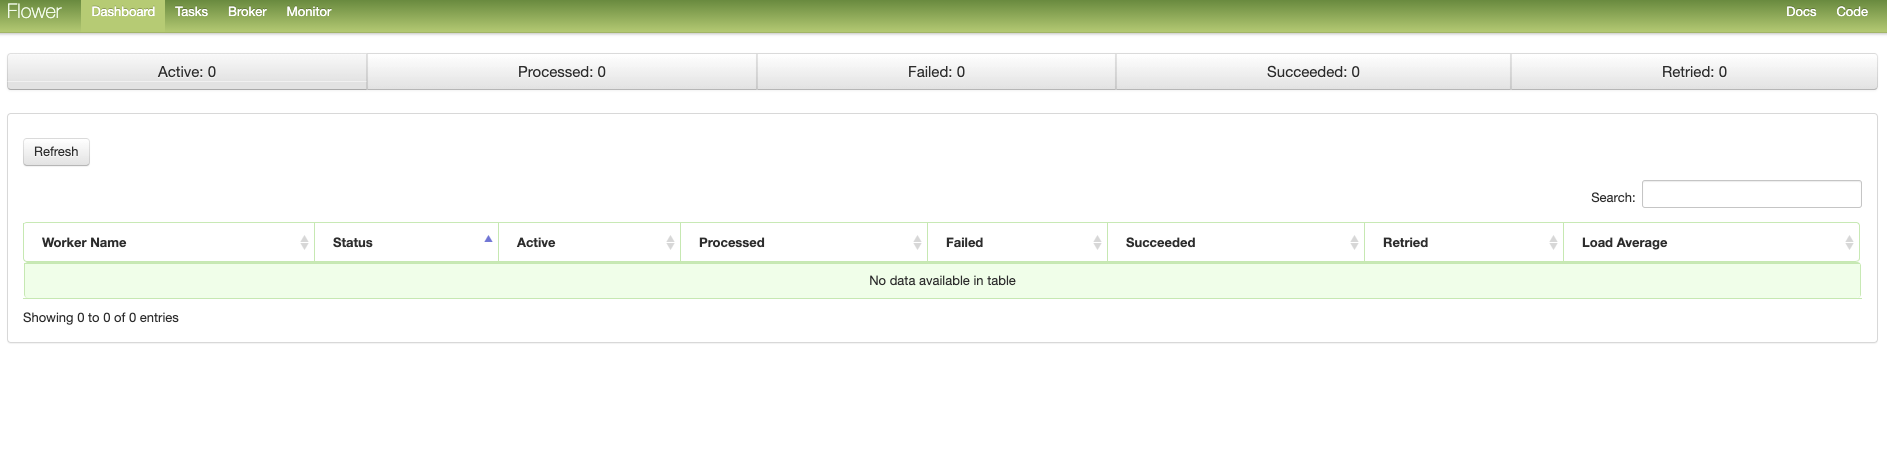 Flower Dashboard Tasks Broker Monitor Docs Code
Active: 0 Processed: 0 Failed: 0 Succeeded: 0 Retried: 0
Refresh
Search:
Worker Name Status Active Processed Failed Succeeded Retried Load Average
No data available in table
Showing 0 to 0 of 0 entries